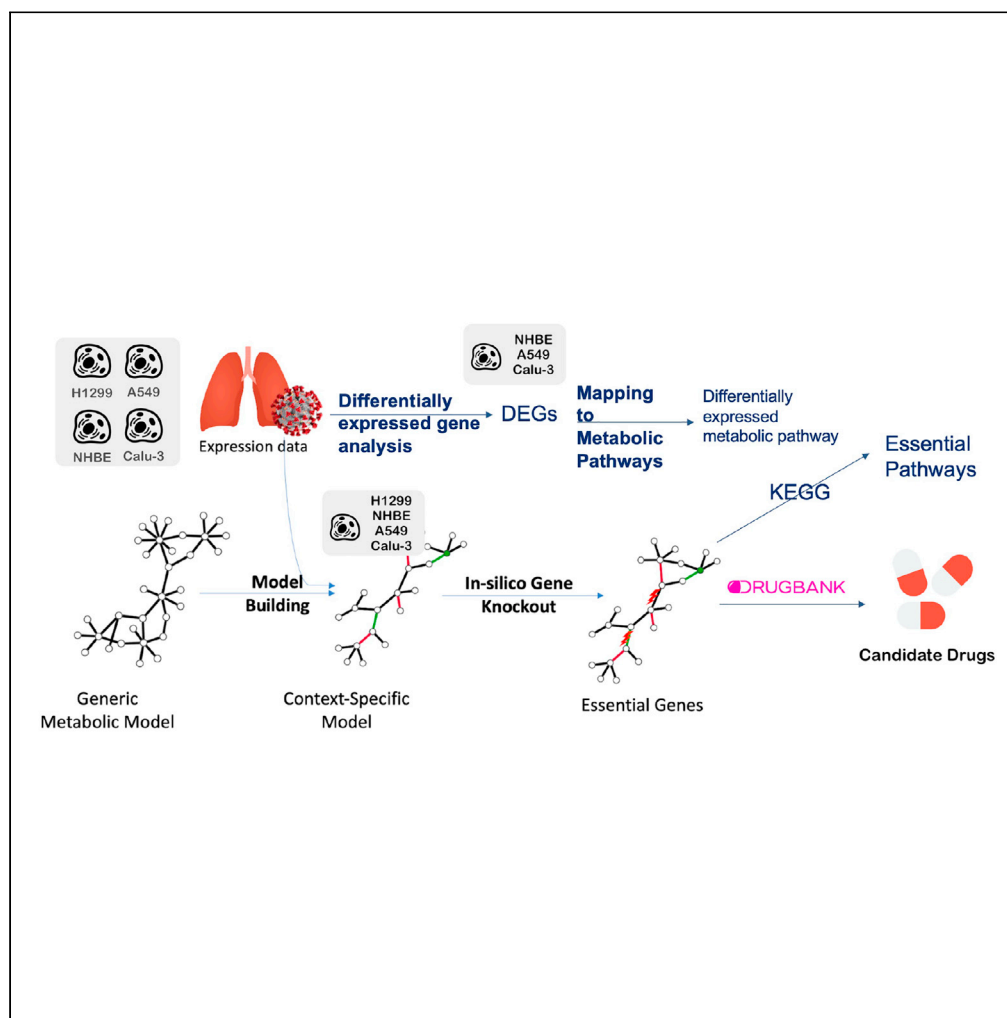 H1299
A549
NHBE
Calu-3
Expression data
Differentially
expressed gene
analysis
NHBE
A549
Calu-3
DEGs
Mapping
to
Metabolic
Pathways
Differentially
expressed
metabolic pathway
KEGG
Essential
Pathways
H1299
NHBE
A549
Calu-3
Model
Building
In-silico Gene
Knockout
DRUGBANK
Candidate Drugs
Generic
Metabolic Model
Context-Specific
Model
Essential Genes